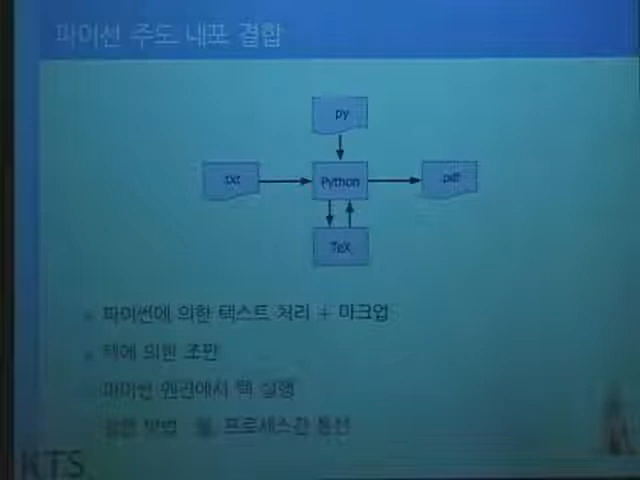 파이썬 주도 내포 결합
py
txt
Python
pdf
TeX
파이썬에 의한 텍스트 처리 + 마크업
텍에 의한 조판
파이썬 엔진에서 텍 실행
방법 프로세스간 통신
KTS